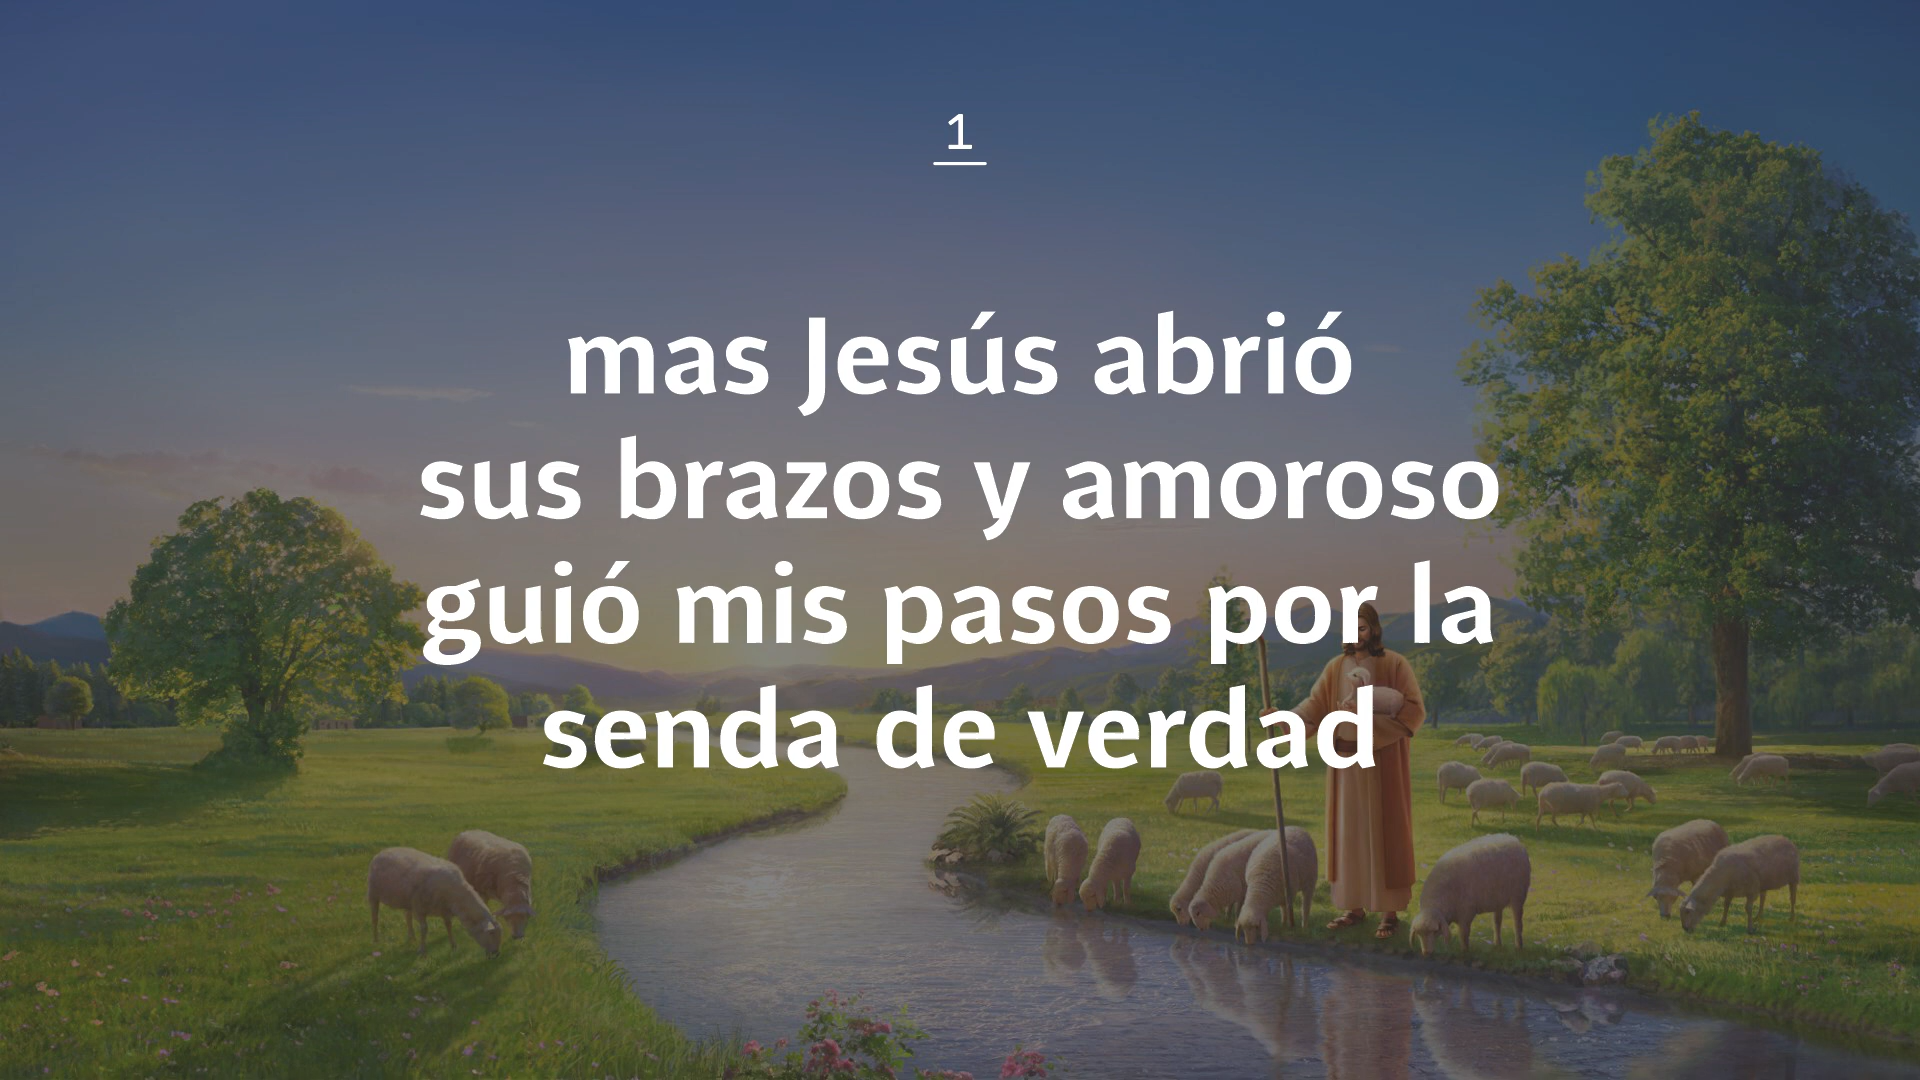 1
mas Jesús abrió
sus brazos y amoroso
guió mis pasos por la
senda de verdad